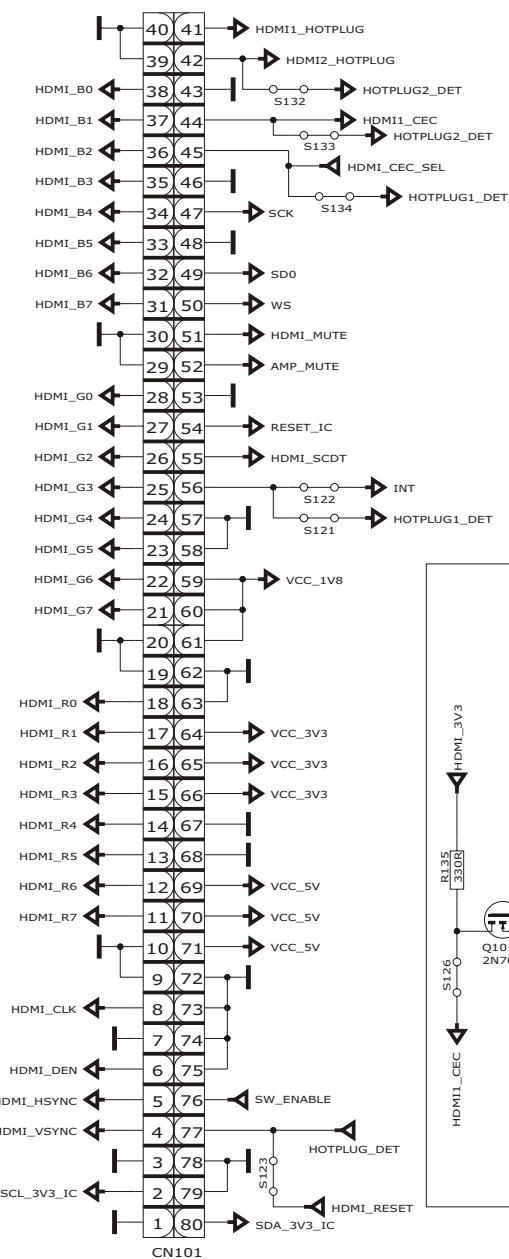 40 41 HDMI1_HOTPLUG
39 42 HDMI2_HOTPLUG
HDMI_B0 38 43 S132 HOTPLUG2_DET
HDMI_B1 37 44 HDMI1_CEC
S133 HOTPLUG2_DET
HDMI_B2 36 45 HDMI_CEC_SEL
HDMI_B3 35 46
S134 HOTPLUG1_DET
HDMI_B4 34 47 SCK
HDMI_B5 33 48
HDMI_B6 32 49 SD0
HDMI_B7 31 50 WS
30 51 HDMI_MUTE
29 52 AMP_MUTE
HDMI_G0 28 53
HDMI_G1 27 54 RESET_IC
HDMI_G2 26 55 HDMI_SCDT
HDMI_G3 25 56 S122 INT
HDMI_G4 24 57 S121 HOTPLUG1_DET
HDMI_G5 23 58
HDMI_G6 22 59 VCC_1V8
HDMI_G7 21 60
20 61
19 62
HDMI_R0 18 63
HDMI_R1 17 64 VCC_3V3
HDMI_R2 16 65 VCC_3V3
HDMI_R3 15 66 VCC_3V3
HDMI_R4 14 67
HDMI_R5 13 68
HDMI_R6 12 69 VCC_5V
HDMI_R7 11 70 VCC_5V
10 71 VCC_5V
9 72
HDMI_CLK 8 73
7 74
HDMI_DEN 6 75
HDMI_HSYNC 5 76 SW_ENABLE
HDMI_VSYNC 4 77 HOTPLUG_DET
3 78 S123
SCL_3V3_IC 2 79 HDMI_RESET
1 80 SDA_3V3_IC
CN101
HDMI_3V3
R135
330R
S126
HDMI1_CEC